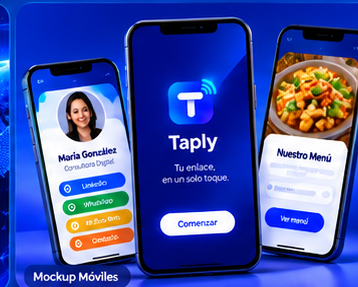 María González
Consultora Digital
LinkedIn
WhatsApp
T
Taply
Tu enlace,
en un solo toque.
Comenzar
Nuestro Menú
Ver menú
Mockup Móviles